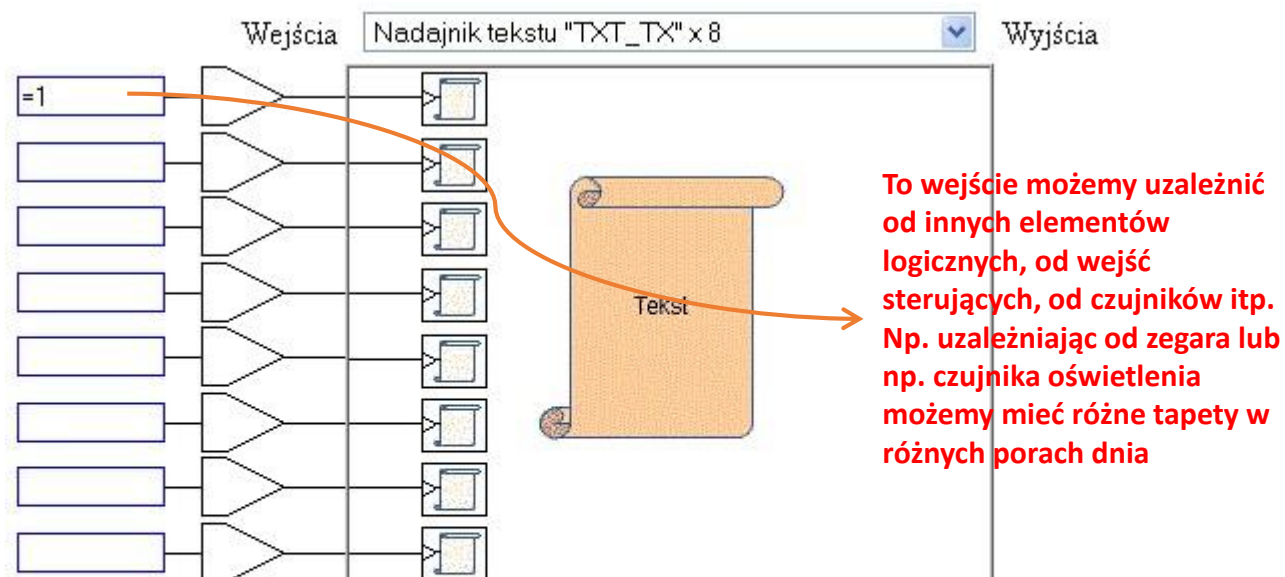 Wejścia
Nadajnik tekstu "TXT_TX" x 8
Wyjścia
=1
Tekst
To wejście możemy uzależnić
od innych elementów
logicznych, od wejść
sterujących, od czujników itp.
Np. uzależniając od zegara lub
np. czujnika oświetlenia
możemy mieć różne tapety w
różnych porach dnia